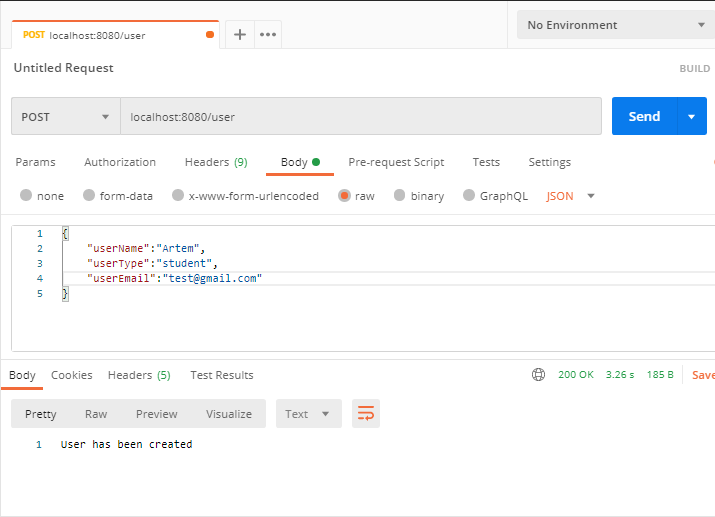 POST localhost:8080/user + ••• No Environment
Untitled Request BUILD
POST localhost:8080/user Send
Params Authorization Headers (9) Body Pre-request Script Tests Settings
none form-data x-www-form-urlencoded raw binary GraphQL JSON
1 {
2 "userName":"Artem",
3 "userType":"student",
4 "userEmail":"test@gmail.com"
5 }
Body Cookies Headers (5) Test Results 200 OK 3.26 s 185 B Save
Pretty Raw Preview Visualize Text
1 User has been created